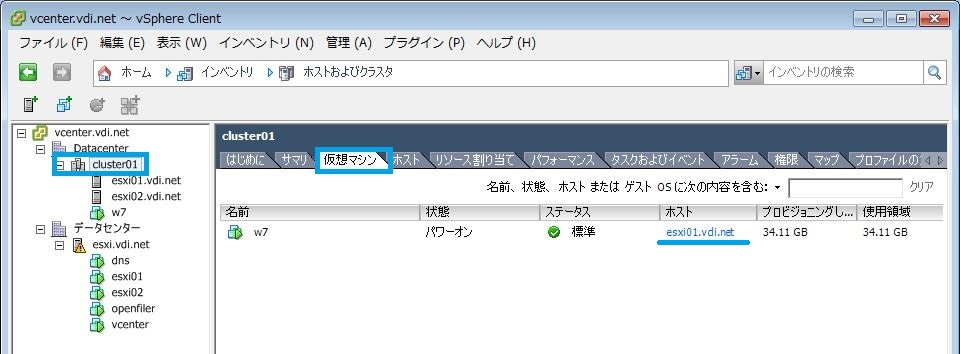 vcenter.vdi.net ～ vSphere Client
ファイル (F) 編集 (E) 表示 (W) インベントリ (N) 管理 (A) プラグイン (P) ヘルプ (H)
ホーム インベントリ ホストおよびクラスタ インベントリの検索
vcenter.vdi.net
Datacenter
cluster01
esxi01.vdi.net
esxi02.vdi.net
w7
データセンター
esxi.vdi.net
dns
esxi01
esxi02
openfiler
vcenter
cluster01
はじめに サマリ 仮想マシン ホスト リソース割り当て パフォーマンス タスクおよびイベント アラーム 権限 マップ プロファイルの
名前、状態、ホスト または ゲスト OS に次の内容を含む: クリア
名前 状態 ステータス ホスト プロビジョニングし... 使用領域
w7 パワーオン 標準 esxi01.vdi.net 34.11 GB 34.11 GB